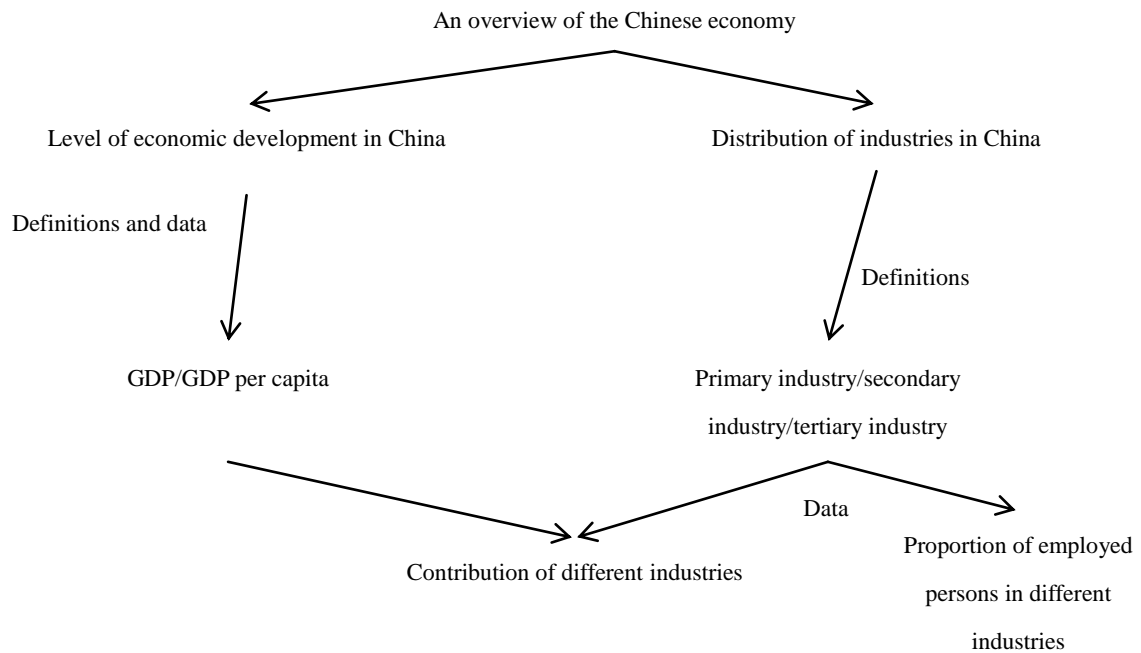 An overview of the Chinese economy
Level of economic development in China
Distribution of industries in China
Definitions and data
Definitions
GDP/GDP per capita
Primary industry/secondary
industry/tertiary industry
Data
Contribution of different industries
Proportion of employed
persons in different
industries